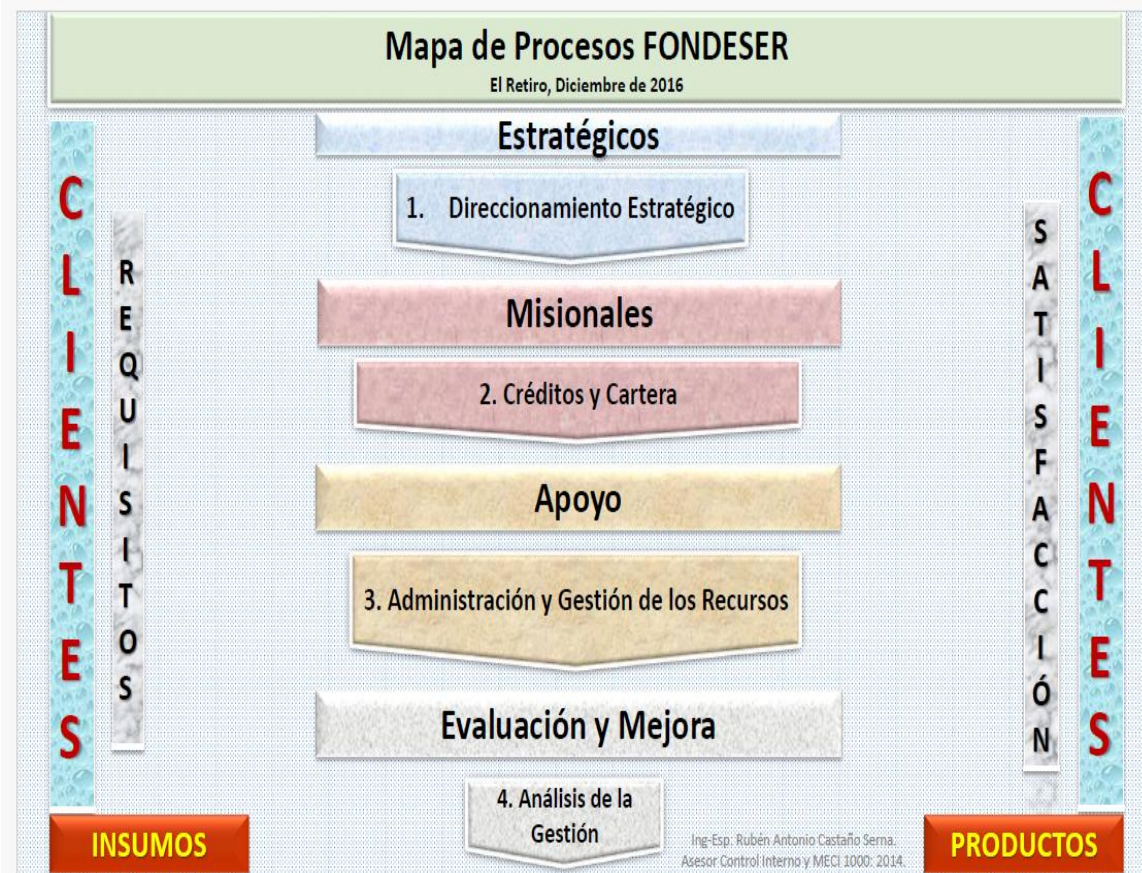 Mapa de Procesos FONDESER
El Retiro, Diciembre de 2016
CLIENTES
REQUISITOS
Estratégicos
1. Direccionamiento Estratégico
Misionales
2. Créditos y Cartera
Apoyo
3. Administración y Gestión de los Recursos
Evaluación y Mejora
4. Análisis de la
Gestión
SATISFACCIÓN
CLIENTES
INSUMOS
Ing-Esp. Rubén Antonio Castaño Serna.
Asesor Control Interno y MECI 1000: 2014.
PRODUCTOS